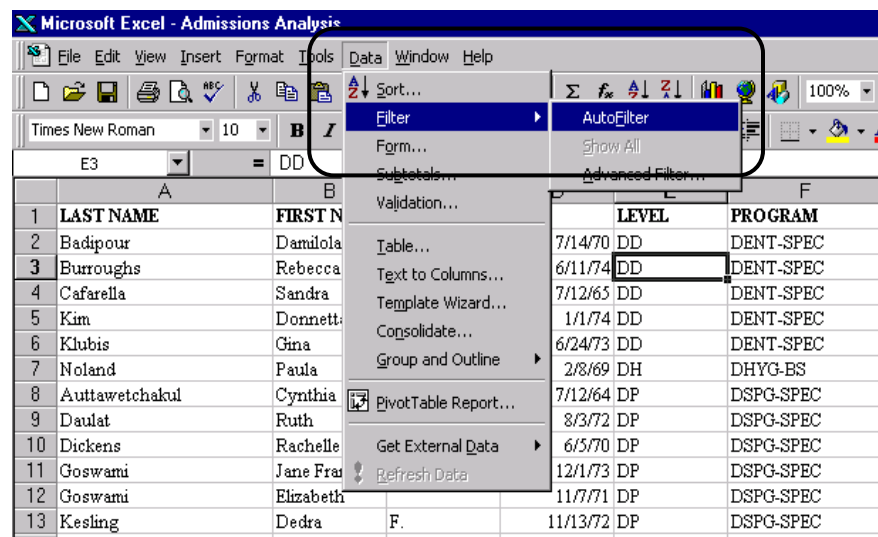 Microsoft Excel - Admissions Analysis
File Edit View Insert Format Tools Data Window Help
Sort...
100%
Times New Roman 10 B I
Filter
AutoFilter
E3 = DD
Form...
Show All
Subtotals...
Advanced Filter...
Validation...
A B E F
1 LAST NAME FIRST N LEVEL PROGRAM
2 Badipour Damilola 7/14/70 DD DENT-SPEC
Table...
3 Burroughs Rebecca 6/11/74 DD DENT-SPEC
Text to Columns...
4 Cafarella Sandra 7/12/65 DD DENT-SPEC
Template Wizard...
5 Kim Donnetta 1/1/74 DD DENT-SPEC
Consolidate...
6 Klubis Gina 6/24/73 DD DENT-SPEC
Group and Outline
7 Noland Paula 2/8/69 DH DHYG-BS
8 Auttawetchakul Cynthia 7/12/64 DP DSPG-SPEC
PivotTable Report...
9 Daulat Ruth 8/3/72 DP DSPG-SPEC
10 Dickens Rachelle 6/5/70 DP DSPG-SPEC
Get External Data
11 Goswami Jane Fran 12/1/73 DP DSPG-SPEC
Refresh Data
12 Goswami Elizabeth 11/7/71 DP DSPG-SPEC
13 Kesling Dedra F. 11/13/72 DP DSPG-SPEC